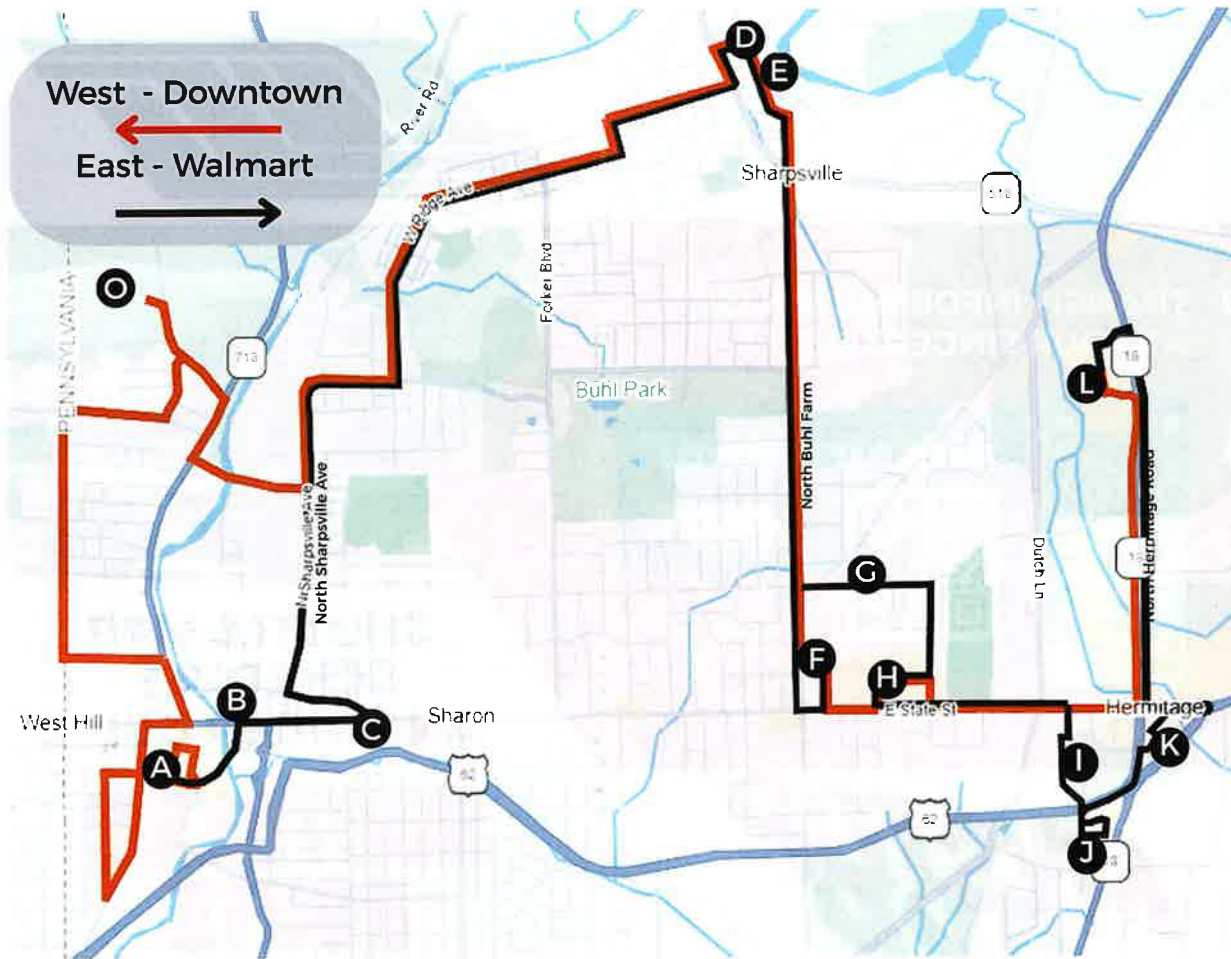 West - Downtown
East - Walmart
River Rd
D
E
Sharpsville
518
W Ridge Ave
Forker Blvd
PENNSYLVANIA
O
718
18
L
Buhl Park
North Buhl Farm
N Sharpsville Ave
North Sharpsville Ave
Dutch Ln
North Hermitage Road
18
G
F
H
E State St
Hermitage
B
West Hill
C
Sharon
A
62
I
K
62
J